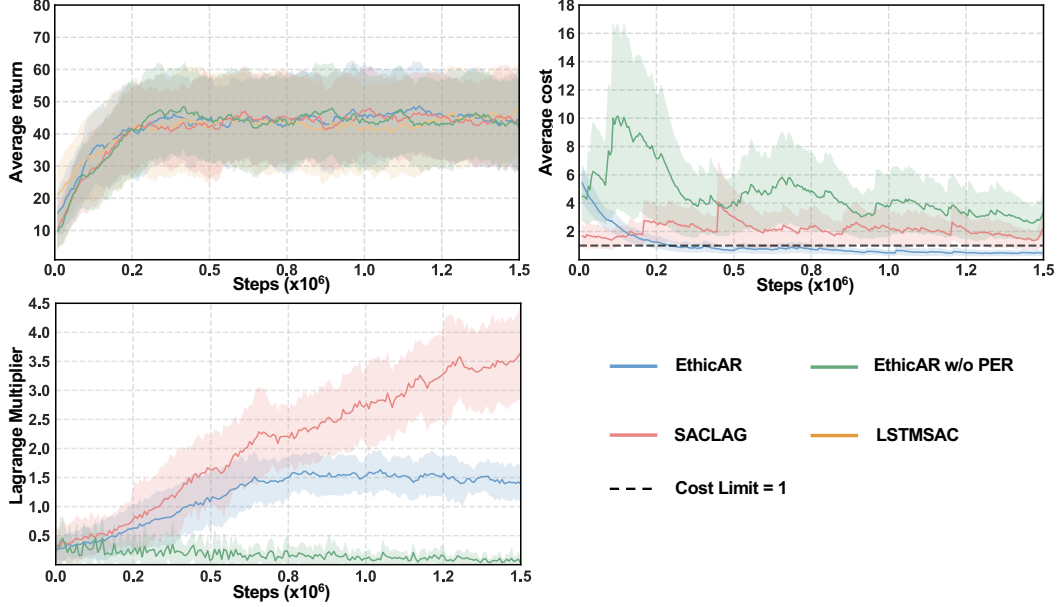 80
70
60
50
40
30
20
10
Average return
0.0 0.2 0.5 0.8 1.0 1.2 1.5
Steps (x10⁶)
18
16
14
12
10
8
6
4
2
Average cost
0.0 0.2 0.5 0.8 1.0 1.2 1.5
Steps (x10⁶)
4.5
4.0
3.5
3.0
2.5
2.0
1.5
1.0
0.5
Lagrange Multiplier
0.0 0.2 0.5 0.8 1.0 1.2 1.5
Steps (x10⁶)
EthicAR EthicAR w/o PER
SACLAG LSTMSAC
Cost Limit = 1